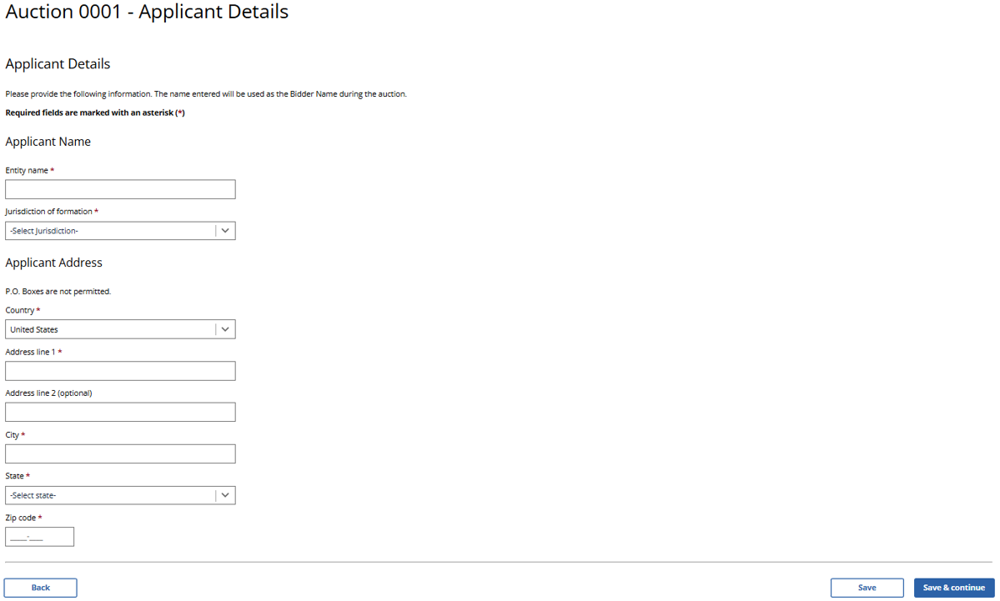 Auction 0001 - Applicant Details
Applicant Details
Please provide the following information. The name entered will be used as the Bidder Name during the auction.
Required fields are marked with an asterisk (*)
Applicant Name
Entity name *
Jurisdiction of formation *
-Select Jurisdiction-
Applicant Address
P.O. Boxes are not permitted.
Country *
United States
Address line 1 *
Address line 2 (optional)
City *
State *
-Select state-
Zip code *
_____-____
Back Save Save & continue